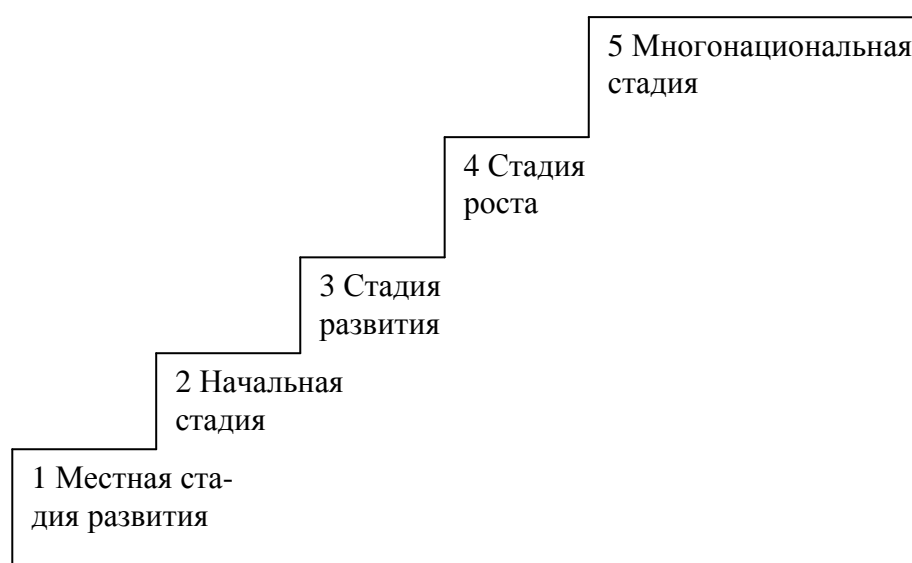 5 Многонациональная
стадия
4 Стадия
роста
3 Стадия
развития
2 Начальная
стадия
1 Местная ста-
дия развития